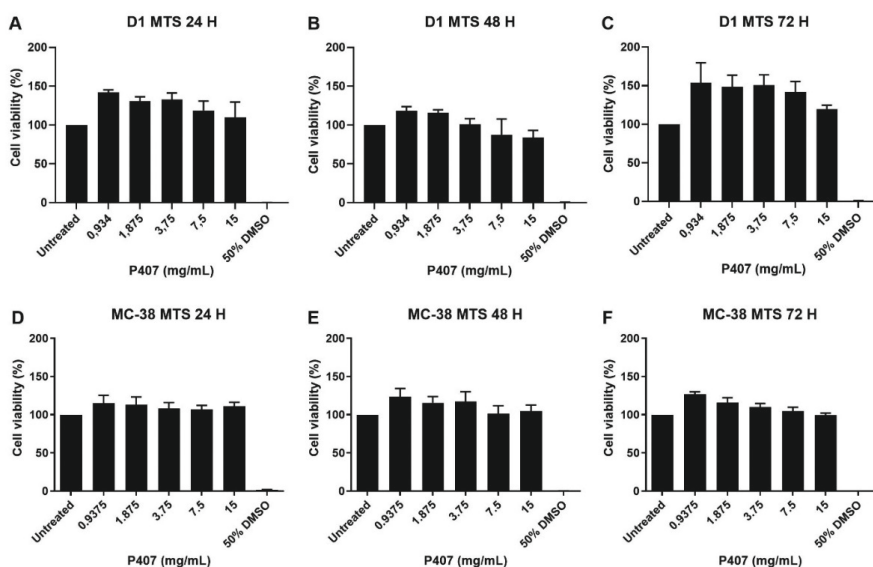 A
D1 MTS 24 H
Cell viability (%)
200
150
100
50
0
Untreated
0,934
1,875
3,75
7,5
15
50% DMSO
P407 (mg/mL)
B
D1 MTS 48 H
Cell viability (%)
200
150
100
50
0
Untreated
0,934
1,875
3,75
7,5
15
50% DMSO
P407 (mg/mL)
C
D1 MTS 72 H
Cell viability (%)
200
150
100
50
0
Untreated
0,934
1,875
3,75
7,5
15
50% DMSO
P407 (mg/mL)
D
MC-38 MTS 24 H
Cell viability (%)
200
150
100
50
0
Untreated
0.9375
1.875
3.75
7.5
15
50% DMSO
P407 (mg/mL)
E
MC-38 MTS 48 H
Cell viability (%)
200
150
100
50
0
Untreated
0.9375
1.875
3.75
7.5
15
50% DMSO
P407 (mg/mL)
F
MC-38 MTS 72 H
Cell viability (%)
200
150
100
50
0
Untreated
0.9375
1.875
3.75
7.5
15
50% DMSO
P407 (mg/mL)